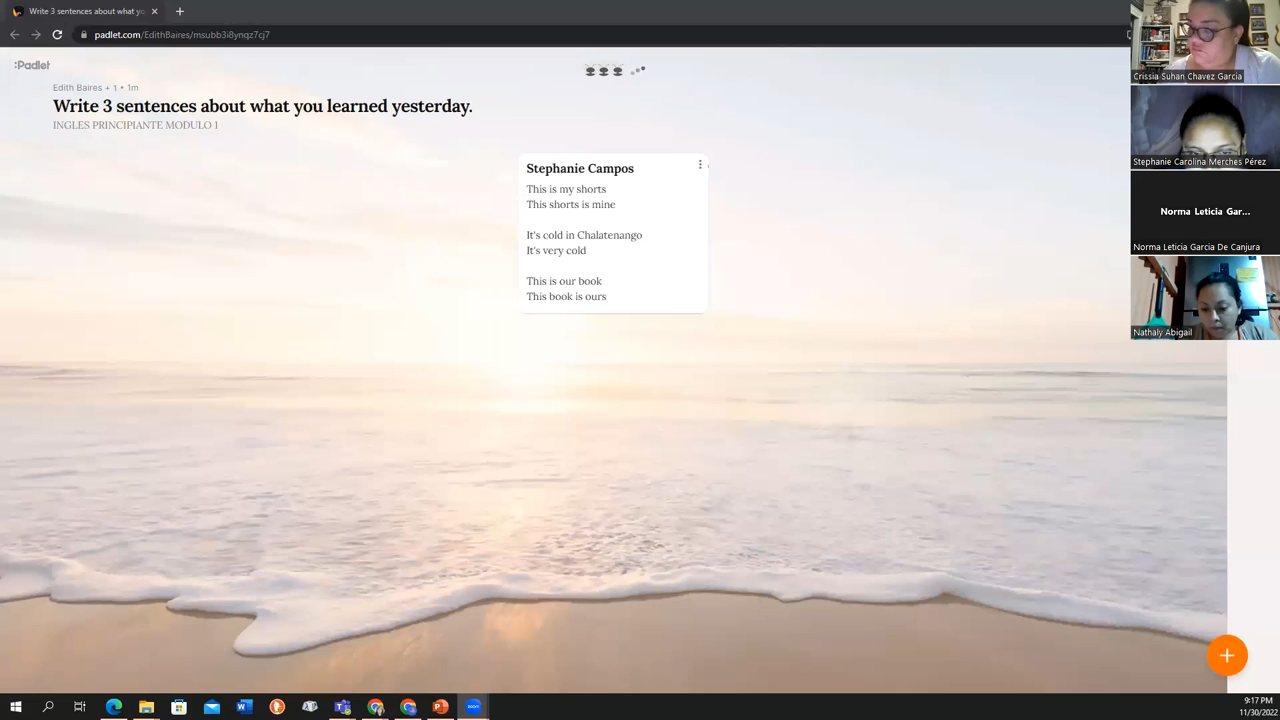 Write 3 sentences about what yo
padlet.com/EdithBaires/msubb3i8ynqz7cj7
:Padlet
Edith Baires + 1 • 1m
Write 3 sentences about what you learned yesterday.
INGLES PRINCIPIANTE MODULO 1
Stephanie Campos
This is my shorts
This shorts is mine
It's cold in Chalatenango
It's very cold
This is our book
This book is ours
Crissia Suhan Chavez Garcia
Stephanie Carolina Merches Pérez
Norma Leticia Gar...
Norma Leticia Garcia De Canjura
Nathaly Abigail
zoom
9:17 PM
11/30/2022